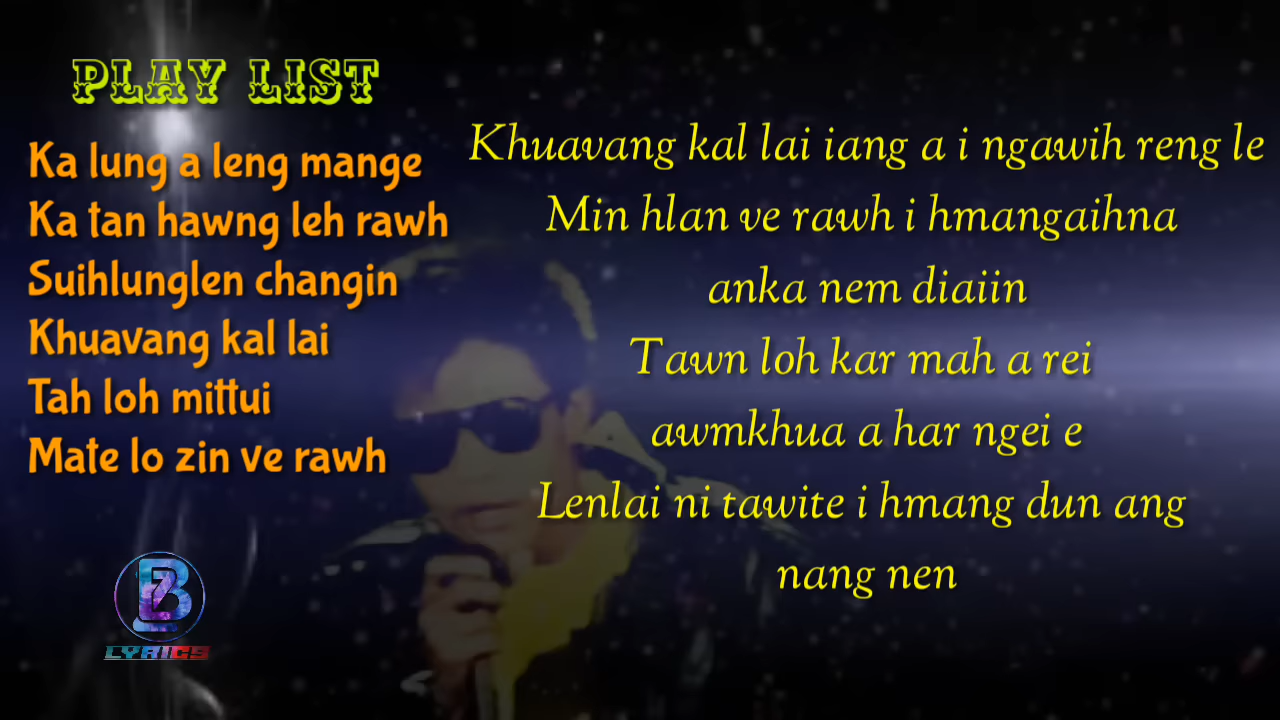 PLAY LIST
Ka lung a leng mange
Ka tan hawng leh rawh
Suihlunglen changin
Khuavang kal lai
Tah loh mittui
Mate lo zin ve rawh
Khuavang kal lai iang a i ngawih reng le
Min hlan ve rawh i hmangaihna
anka nem diaiin
Tawn loh kar mah a rei
awmkhua a har ngei e
Lenlai ni tawite i hmang dun ang
nang nen
LYRICS